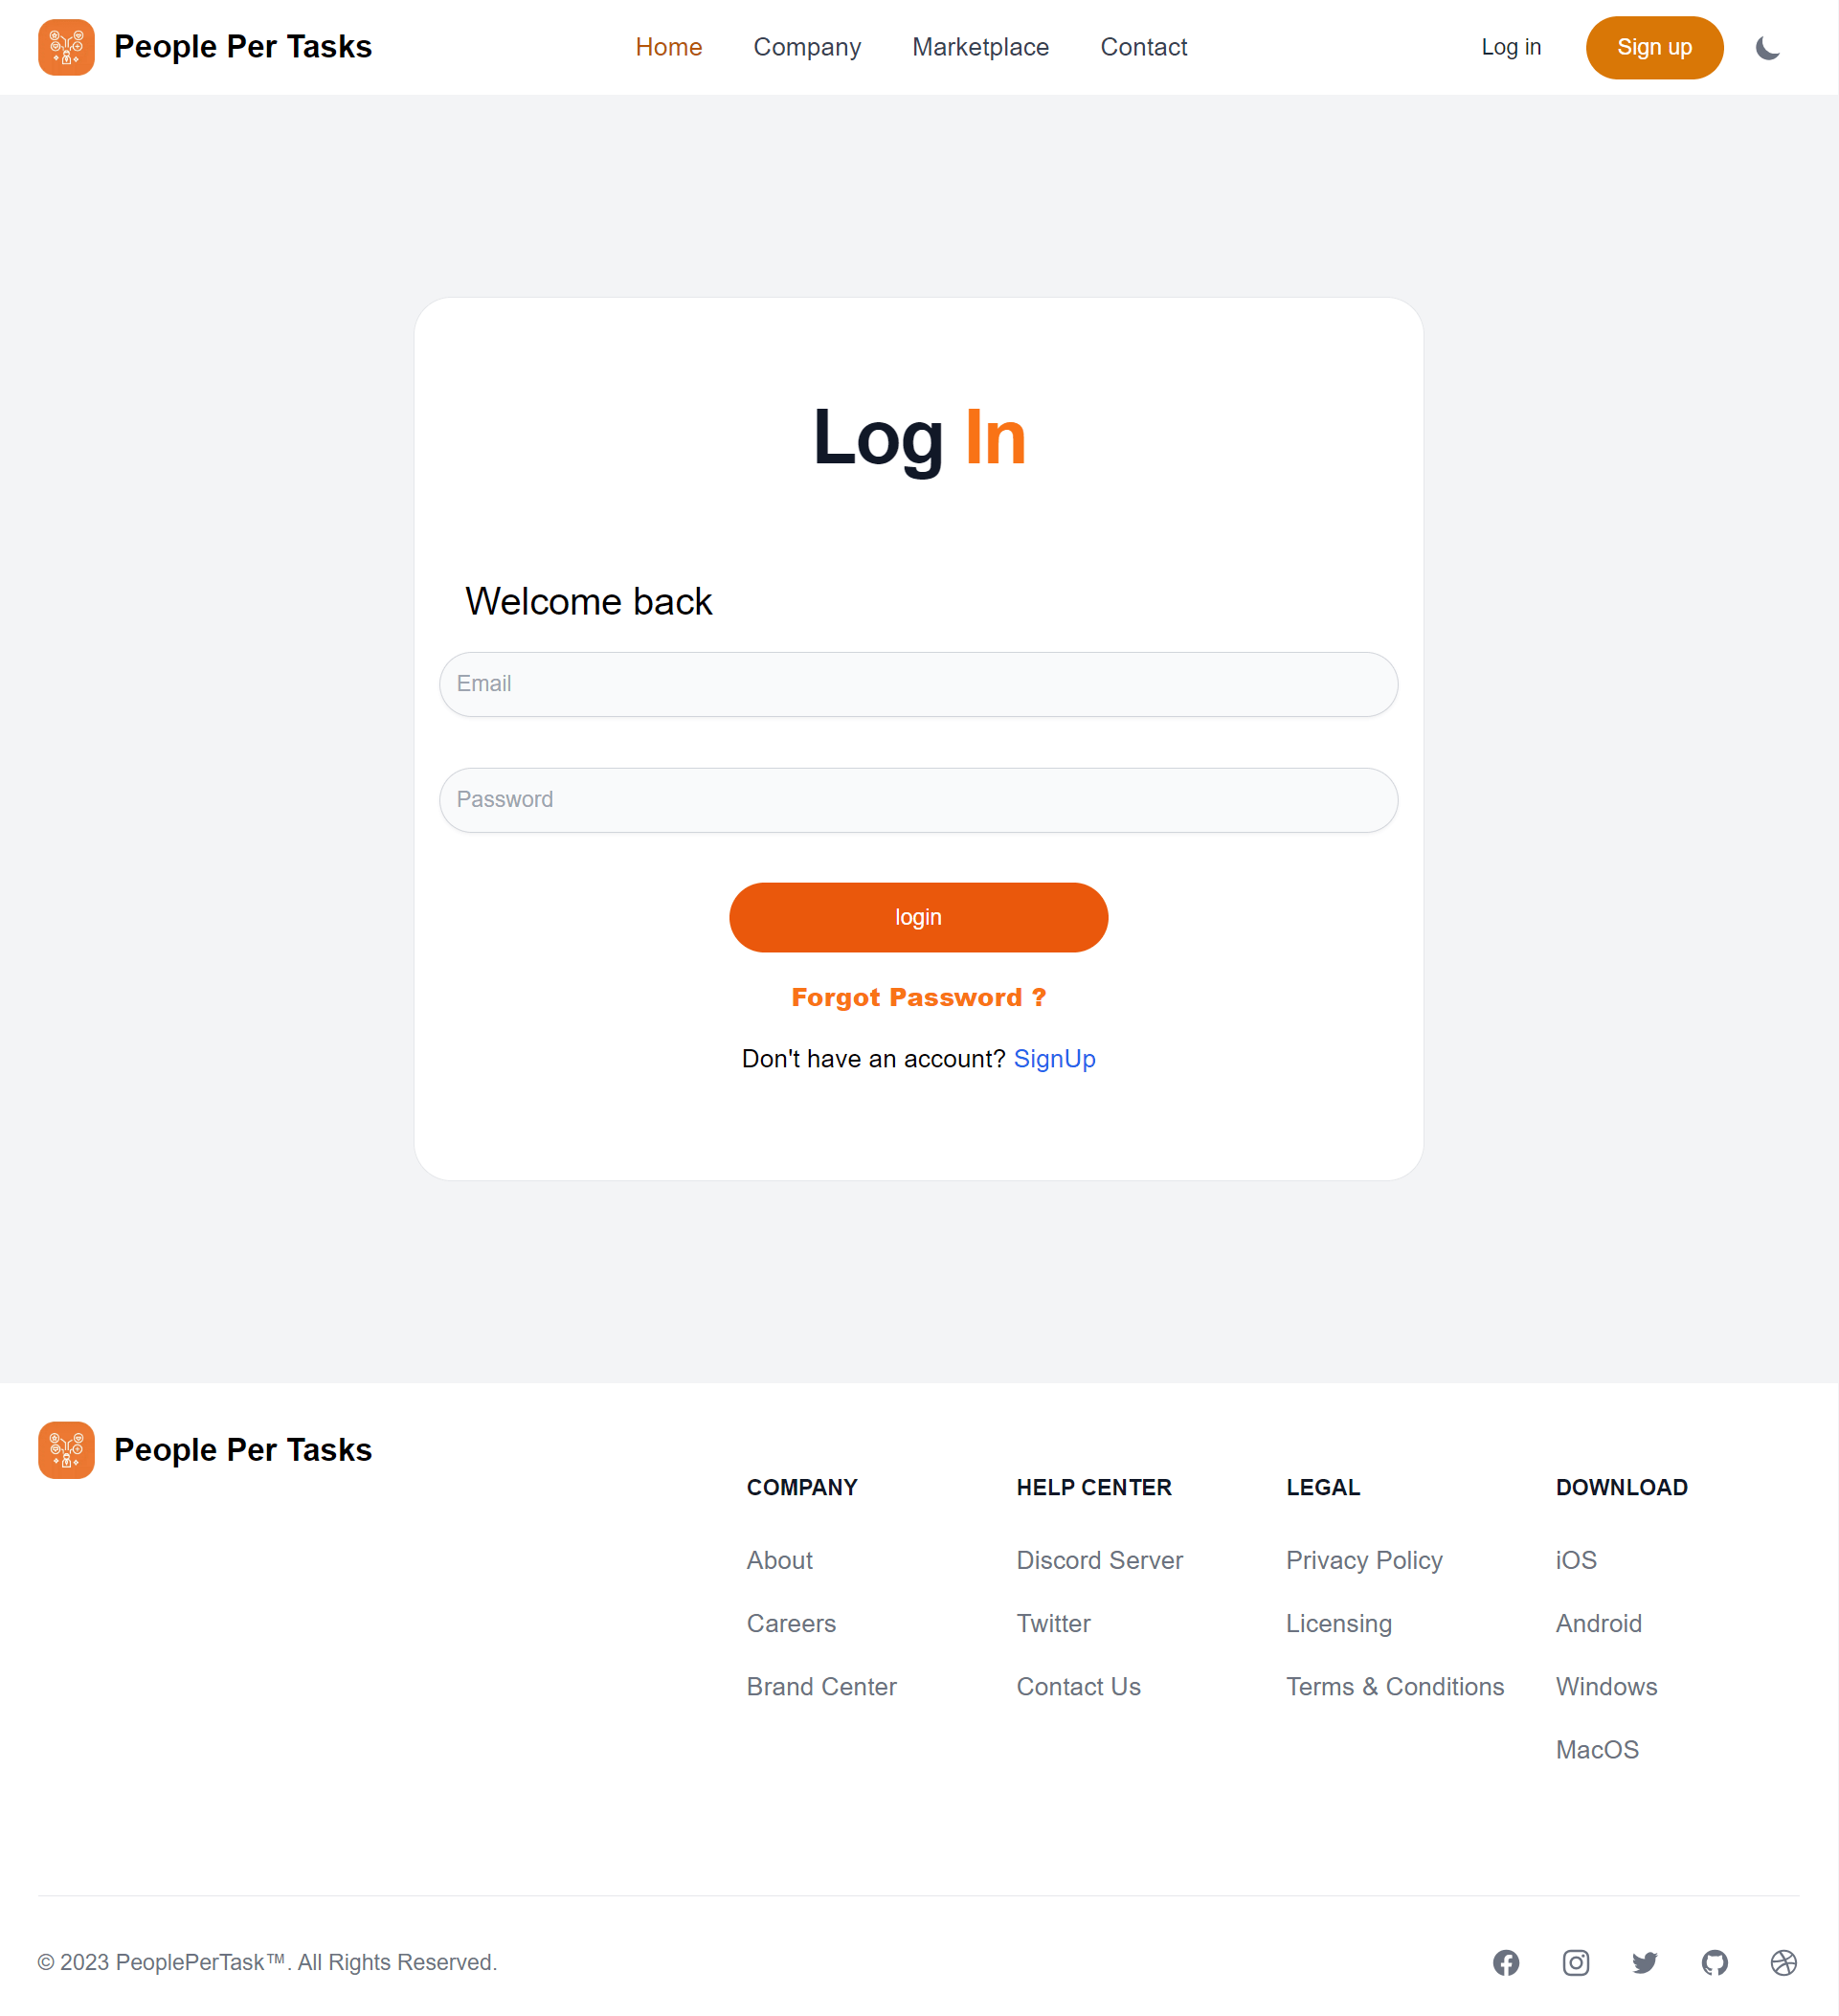 People Per Tasks
Home Company Marketplace Contact
Log in Sign up
Log In
Welcome back
Email
Password
login
Forgot Password ?
Don't have an account? SignUp
People Per Tasks
COMPANY
About
Careers
Brand Center
HELP CENTER
Discord Server
Twitter
Contact Us
LEGAL
Privacy Policy
Licensing
Terms & Conditions
DOWNLOAD
iOS
Android
Windows
MacOS
© 2023 PeoplePerTask™. All Rights Reserved.